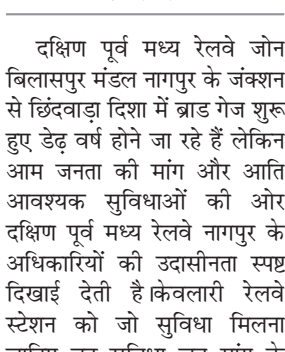 दक्षिण पूर्व मध्य रेलवे जोन
बिलासपुर मंडल नागपुर के जंक्शन
से छिंदवाड़ा दिशा में ब्राड गेज शुरू
हुए डेढ़ वर्ष होने जा रहे हैं लेकिन
आम जनता की मांग और आति
आवश्यक सुविधाओं की ओर
दक्षिण पूर्व मध्य रेलवे नागपुर के
अधिकारियों की उदासीनता स्पष्ट
दिखाई देती है।केवलारी रेलवे
स्टेशन को जो सुविधा मिलना